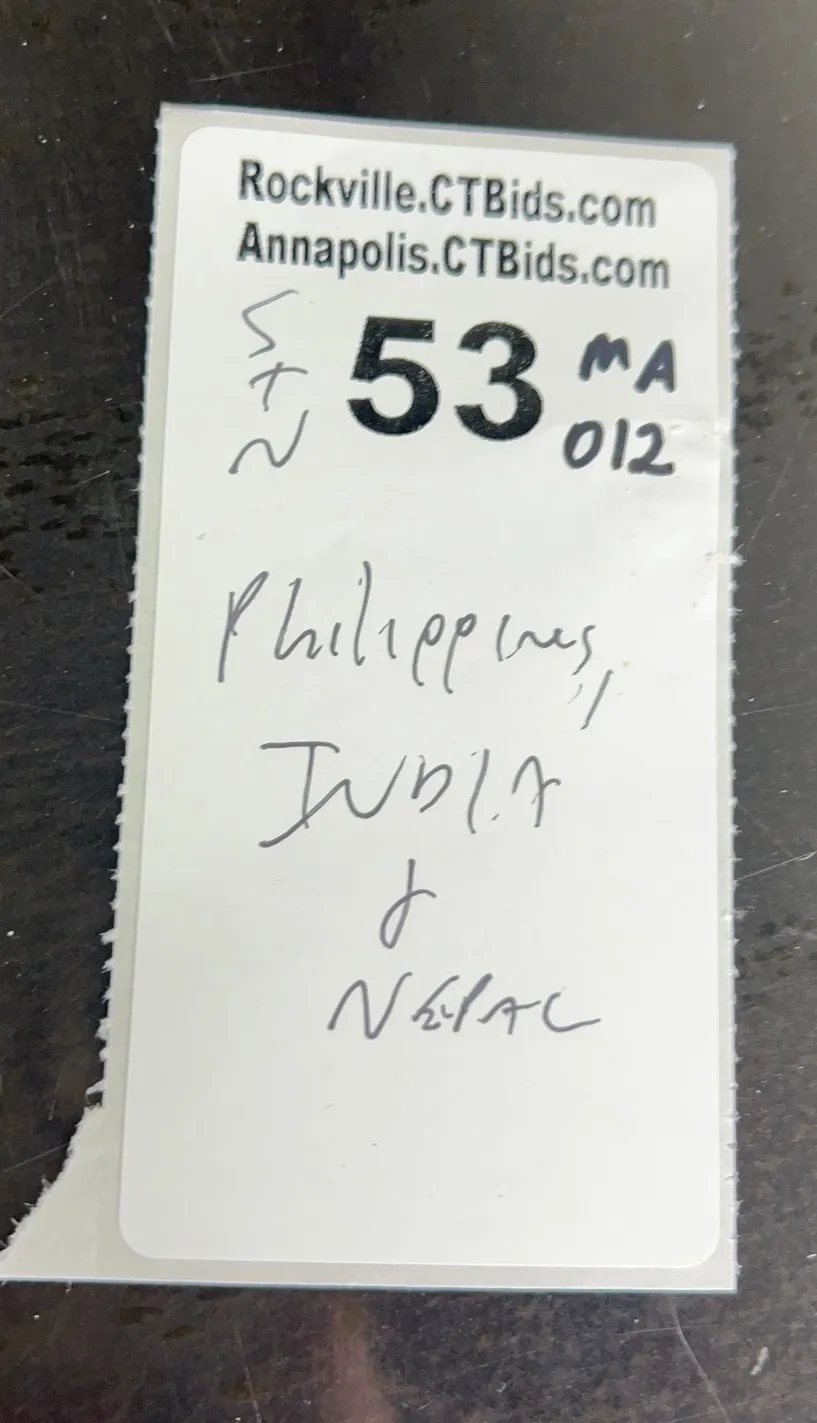 Rockville.CTBids.com
Annapolis.CTBids.com
S
T
N
53
MA
012
Philippines,
INDIA
&
NEPAL